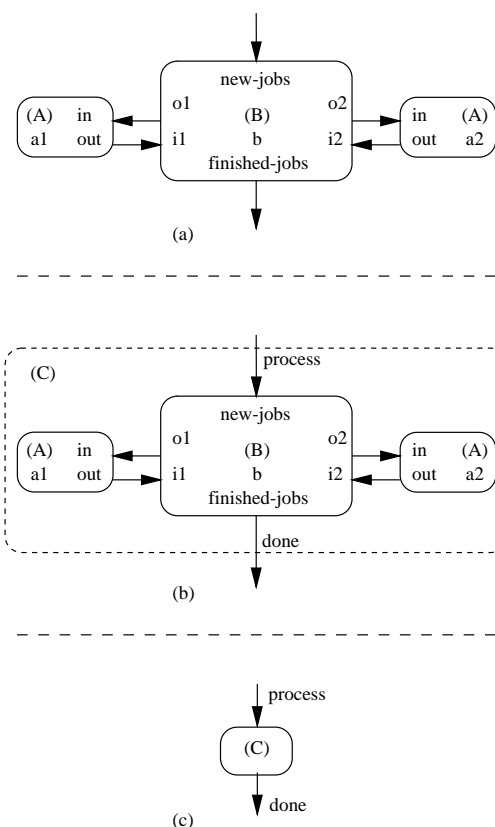 new-jobs
o1 o2
(A) in (B) in (A)
a1 out i1 b i2 out a2
finished-jobs
(a)
process
(C)
new-jobs
o1 o2
(A) in (B) in (A)
a1 out i1 b i2 out a2
finished-jobs
done
(b)
process
(C)
done
(c)